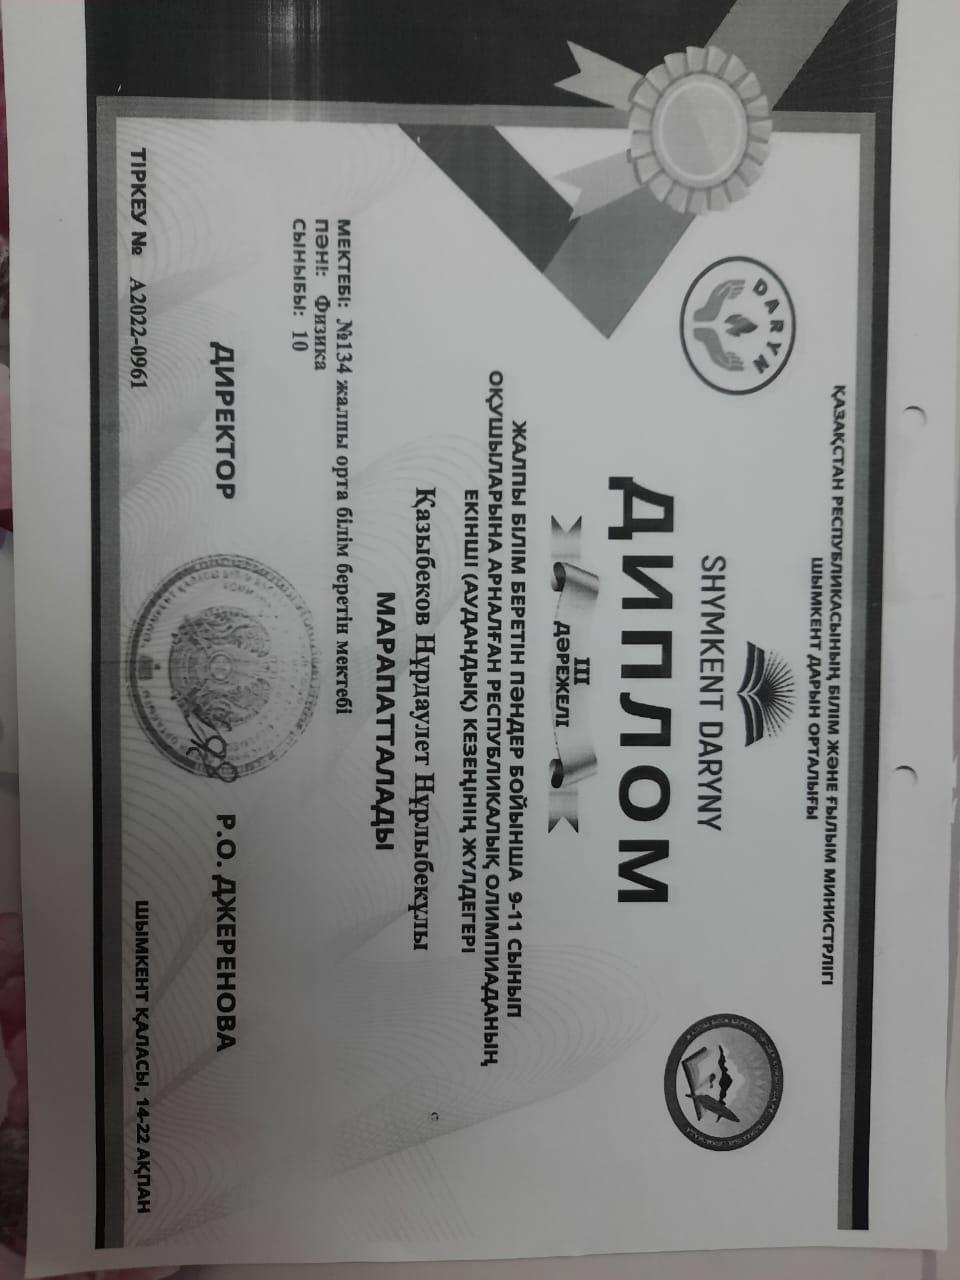 ҚАЗАҚСТАН РЕСПУБЛИКАСЫНЫҢ БІЛІМ ЖӘНЕ ҒЫЛЫМ МИНИСТРЛІГІ
ШЫМКЕНТ ДАРЫН ОРТАЛЫҒЫ
DARYN
SHYMKENT DARYNY
ДИПЛОМ
III
ДӘРЕЖЕЛІ
ЖАЛПЫ БІЛІМ БЕРЕТІН ПӘНДЕР БОЙЫНША 9-11 СЫНЫП
ОҚУШЫЛАРЫНА АРНАЛҒАН РЕСПУБЛИКАЛЫҚ ОЛИМПИАДАНЫҢ
ЕКІНШІ (АУДАНДЫҚ) КЕЗЕҢІНІҢ ЖҮЛДЕГЕРІ
Қазыбеков Нұрдаулет Нұрлыбекұлы
МАРАПАТТАЛАДЫ
МЕКТЕБІ: №134 жалпы орта білім беретін мектебі
ПӘНІ: Физика
СЫНЫБЫ: 10
ДИРЕКТОР Р.О. ДЖЕРЕНОВА
ТІРКЕУ № А2022-0961 ШЫМКЕНТ ҚАЛАСЫ, 14-22 АҚПАН